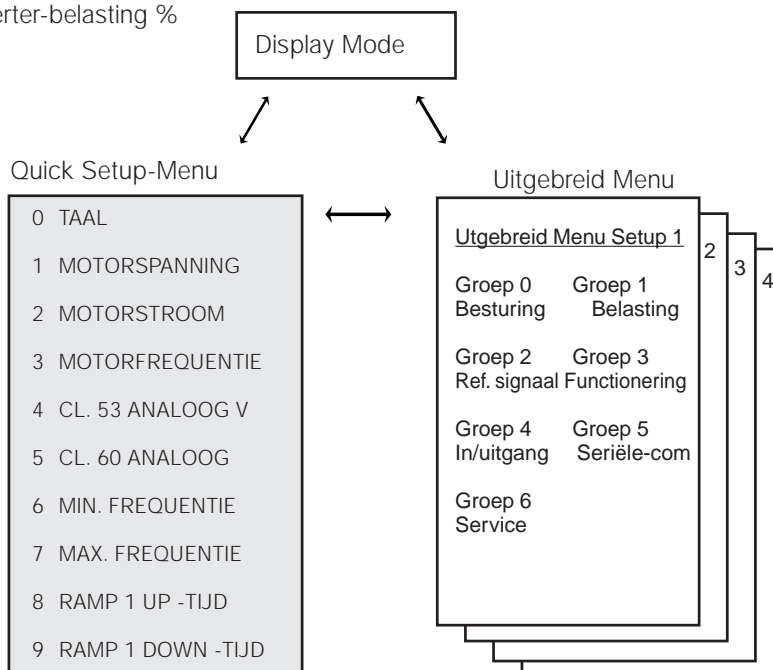 erter-belasting %
Display Mode
Quick Setup-Menu
0 TAAL
1 MOTORSPANNING
2 MOTORSTROOM
3 MOTORFREQUENTIE
4 CL. 53 ANALOOG V
5 CL. 60 ANALOOG
6 MIN. FREQUENTIE
7 MAX. FREQUENTIE
8 RAMP 1 UP -TIJD
9 RAMP 1 DOWN -TIJD
Uitgebreid Menu
Utgebreid Menu Setup 1
Groep 0 Groep 1
Besturing Belasting
Groep 2 Groep 3
Ref. signaal Functionering
Groep 4 Groep 5
In/uitgang Seriële-com
Groep 6
Service
2
3
4